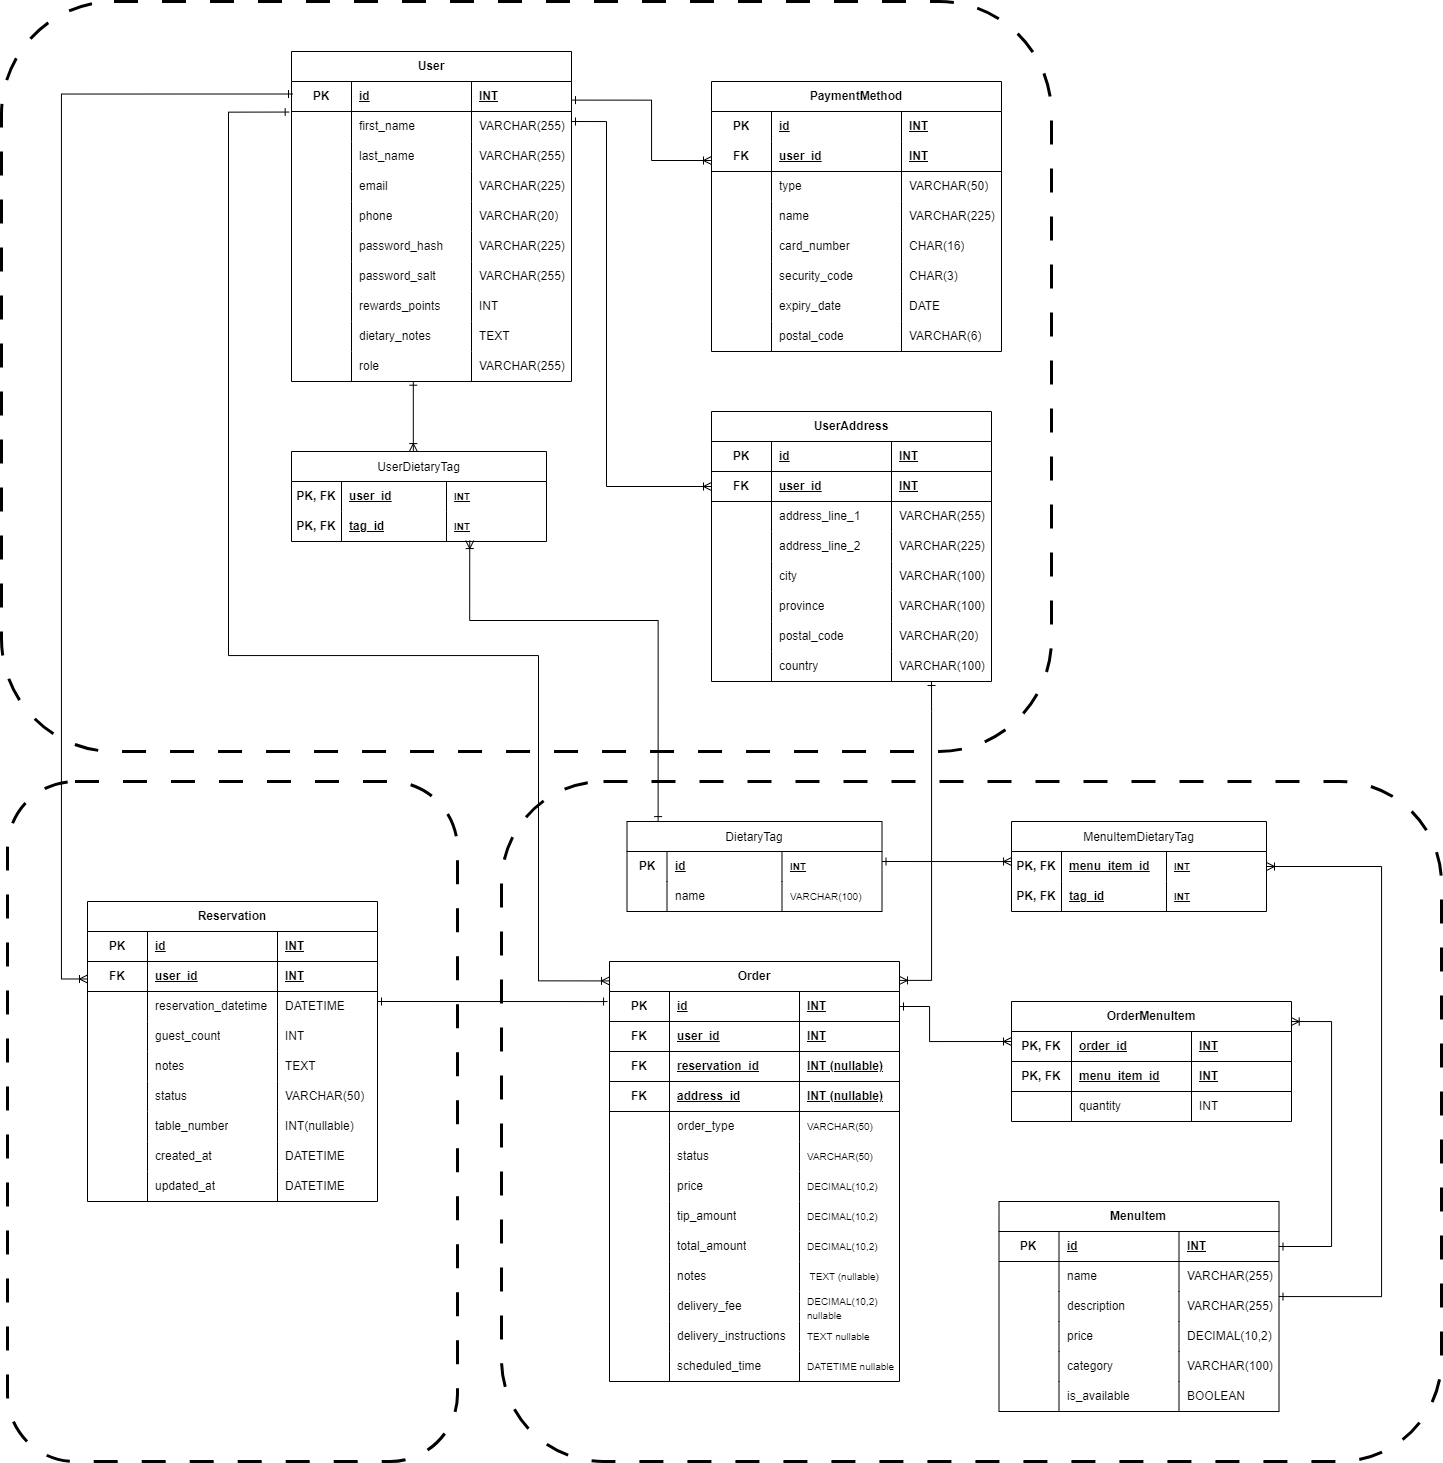 User
PK id INT
first_name VARCHAR(255)
last_name VARCHAR(255)
email VARCHAR(225)
phone VARCHAR(20)
password_hash VARCHAR(225)
password_salt VARCHAR(255)
rewards_points INT
dietary_notes TEXT
role VARCHAR(255)
PaymentMethod
PK id INT
FK user_id INT
type VARCHAR(50)
name VARCHAR(225)
card_number CHAR(16)
security_code CHAR(3)
expiry_date DATE
postal_code VARCHAR(6)
UserAddress
PK id INT
FK user_id INT
address_line_1 VARCHAR(255)
address_line_2 VARCHAR(225)
city VARCHAR(100)
province VARCHAR(100)
postal_code VARCHAR(20)
country VARCHAR(100)
UserDietaryTag
PK, FK user_id INT
PK, FK tag_id INT
DietaryTag
PK id INT
name VARCHAR(100)
MenuItemDietaryTag
PK, FK menu_item_id INT
PK, FK tag_id INT
Reservation
PK id INT
FK user_id INT
reservation_datetime DATETIME
guest_count INT
notes TEXT
status VARCHAR(50)
table_number INT(nullable)
created_at DATETIME
updated_at DATETIME
Order
PK id INT
FK user_id INT
FK reservation_id INT (nullable)
FK address_id INT (nullable)
order_type VARCHAR(50)
status VARCHAR(50)
price DECIMAL(10,2)
tip_amount DECIMAL(10,2)
total_amount DECIMAL(10,2)
notes TEXT (nullable)
delivery_fee DECIMAL(10,2)
nullable
delivery_instructions TEXT nullable
scheduled_time DATETIME nullable
OrderMenuItem
PK, FK order_id INT
PK, FK menu_item_id INT
quantity INT
MenuItem
PK id INT
name VARCHAR(255)
description VARCHAR(255)
price DECIMAL(10,2)
category VARCHAR(100)
is_available BOOLEAN